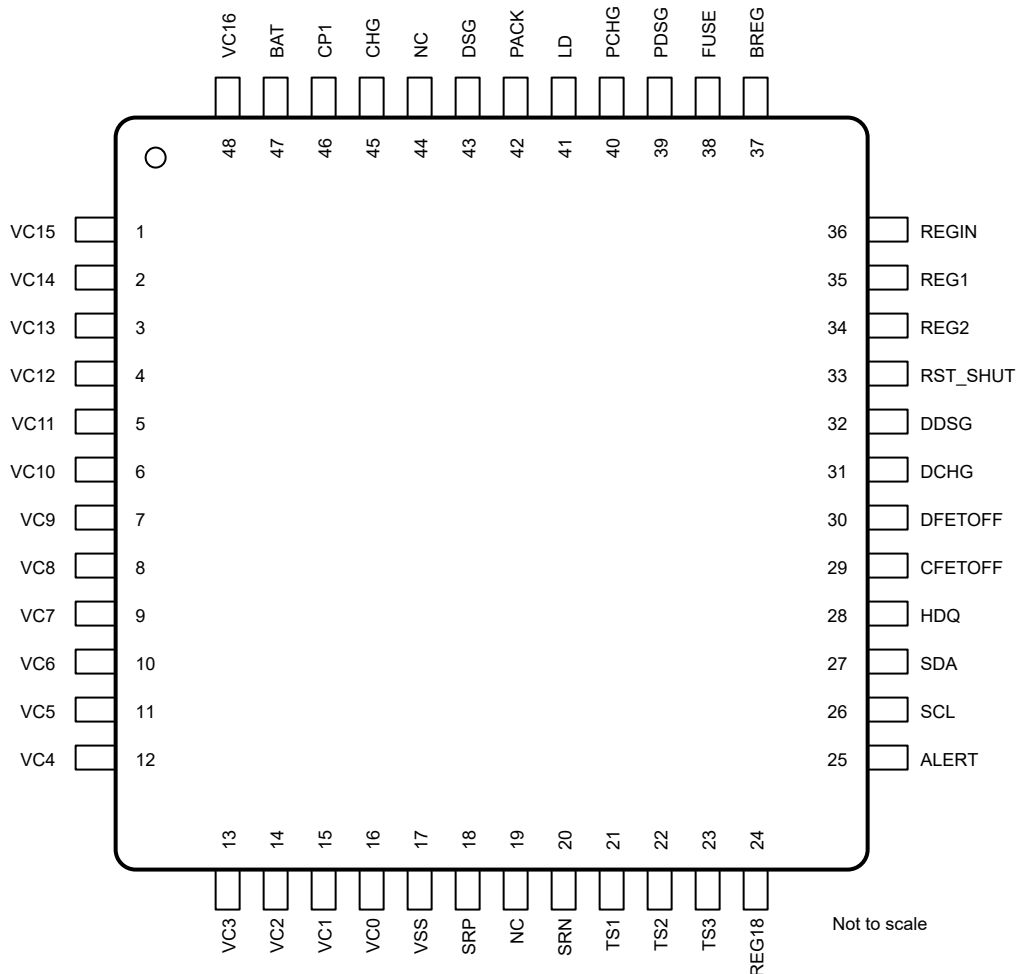 VC16 BAT CP1 CHG NC DSG PACK LD PCHG PDSG FUSE BREG
48 47 46 45 44 43 42 41 40 39 38 37
VC15 1 36 REGIN
VC14 2 35 REG1
VC13 3 34 REG2
VC12 4 33 RST_SHUT
VC11 5 32 DDSG
VC10 6 31 DCHG
VC9 7 30 DFETOFF
VC8 8 29 CFETOFF
VC7 9 28 HDQ
VC6 10 27 SDA
VC5 11 26 SCL
VC4 12 25 ALERT
13 14 15 16 17 18 19 20 21 22 23 24
VC3 VC2 VC1 VC0 VSS SRP NC SRN TS1 TS2 TS3 REG18
Not to scale